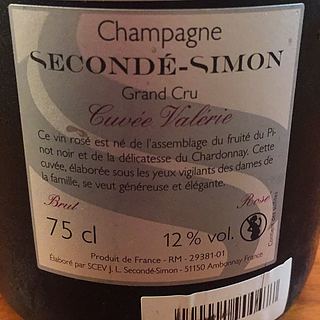 Champagne
SECONDÉ-SIMON
Grand Cru
Cuvée Valérie
Ce vin rosé est né de l'assemblage du fruité du Pi-
not noir et de la délicatesse du Chardonnay. Cette
cuvée, élaborée sous les yeux vigilants des dames de
la famille, se veut généreuse et élégante.
Brut
Rosé
75 cl
12 % vol.
Produit de France - RM - 29381-01
Élaboré par SCEV J. L. Secondé-Simon - 51150 Ambonnay France